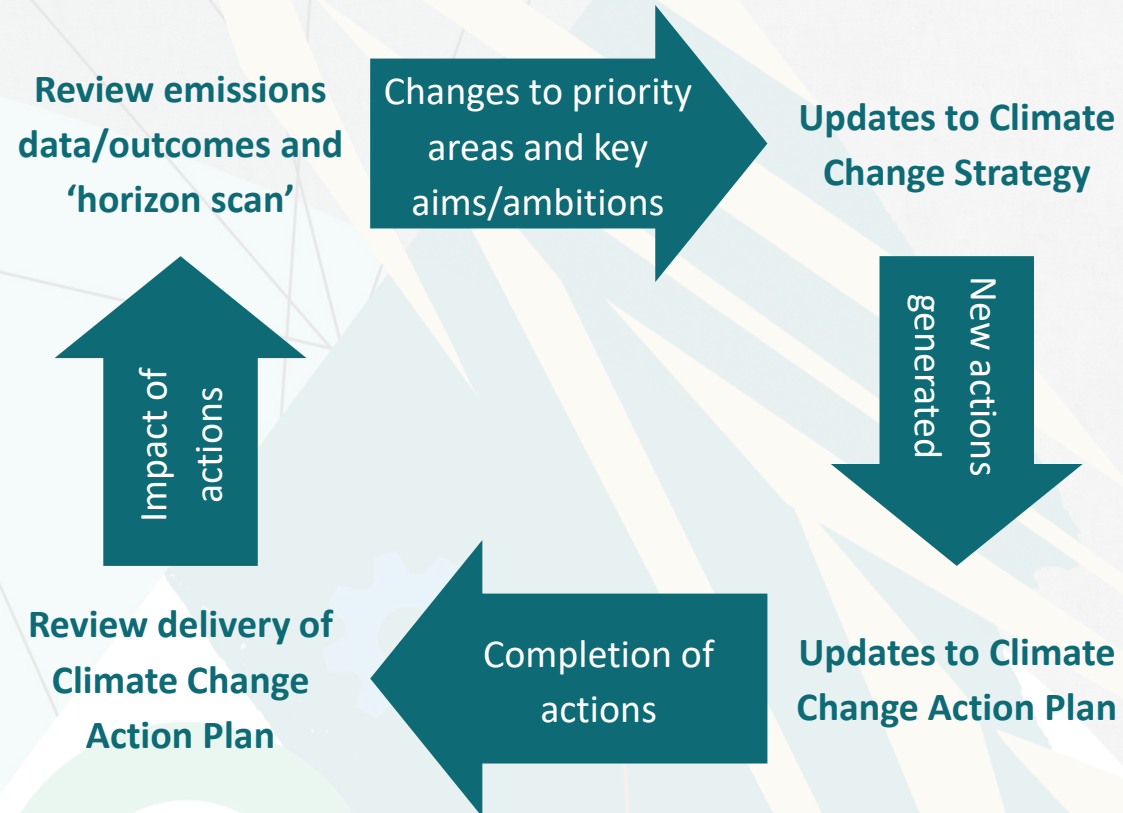 Review emissions
data/outcomes and
‘horizon scan’
Changes to priority
areas and key
aims/ambitions
Updates to Climate
Change Strategy
New actions
generated
Updates to Climate
Change Action Plan
Completion of
actions
Review delivery of
Climate Change
Action Plan
Impact of
actions